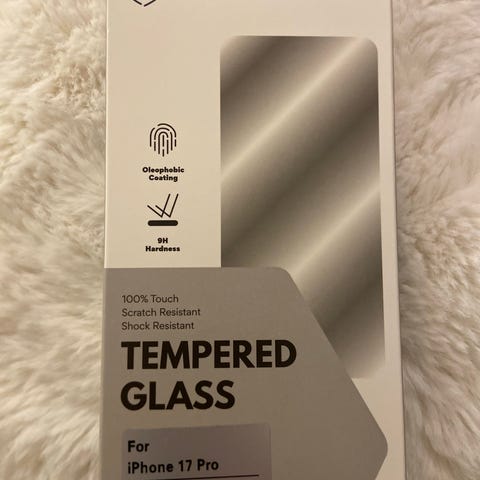 Oleophobic
Coating
9H
Hardness
100% Touch
Scratch Resistant
Shock Resistant
TEMPERED
GLASS
For
iPhone 17 Pro